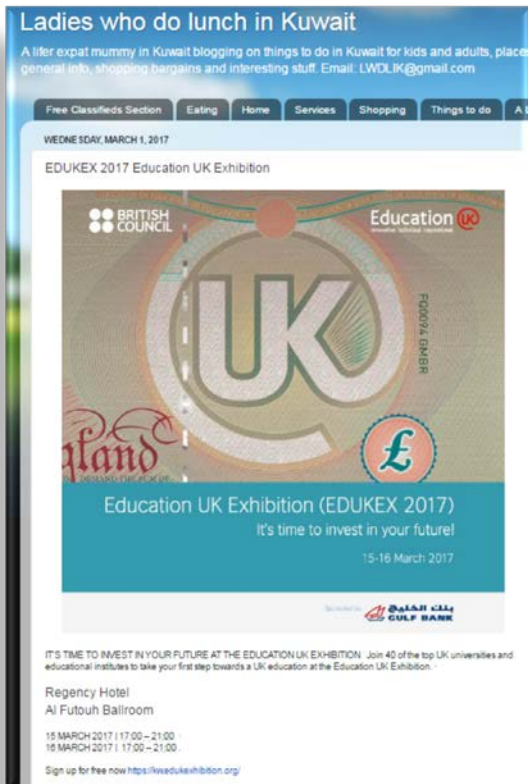 Ladies who do lunch in Kuwait
A lifer expat mummy in Kuwait blogging on things to do in Kuwait for kids and adults, place
general info, shopping bargains and interesting stuff. Email: LWDLIK@gmail.com
Free Classifieds Section Eating Home Services Shopping Things to do A L
WEDNESDAY, MARCH 1, 2017
EDUKEX 2017 Education UK Exhibition
BRITISH
COUNCIL
Education UK
UK
FQ0094 GMBR
gland
£
Education UK Exhibition (EDUKEX 2017)
It's time to invest in your future!
15-16 March 2017
Sponsored by
بنك الخليج
GULF BANK
IT'S TIME TO INVEST IN YOUR FUTURE AT THE EDUCATION UK EXHIBITION Join 40 of the top UK universities and
educational institutes to take your first step towards a UK education at the Education UK Exhibition.
Regency Hotel
Al Futouh Ballroom
15 MARCH 2017 | 17:00 – 21:00
16 MARCH 2017 | 17:00 – 21:00
Sign up for free now https://kwedukexhibition.org/